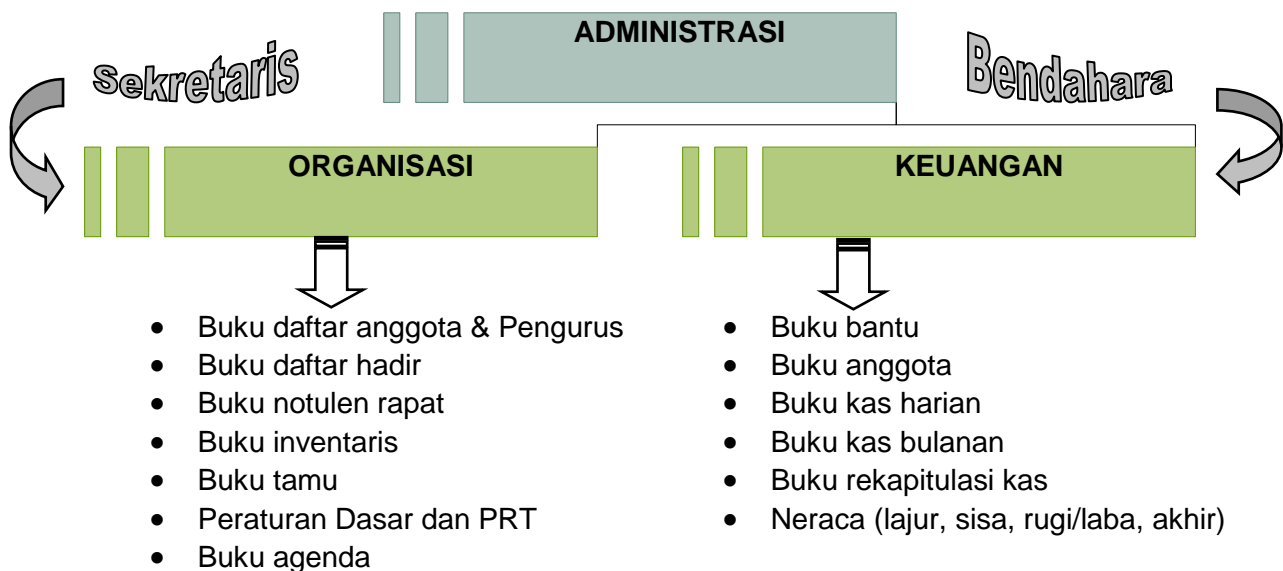 ADMINISTRASI
Sekretaris
Bendahara
ORGANISASI
KEUANGAN
• Buku daftar anggota & Pengurus
• Buku daftar hadir
• Buku notulen rapat
• Buku inventaris
• Buku tamu
• Peraturan Dasar dan PRT
• Buku agenda
• Buku bantu
• Buku anggota
• Buku kas harian
• Buku kas bulanan
• Buku rekapitulasi kas
• Neraca (lajur, sisa, rugi/laba, akhir)